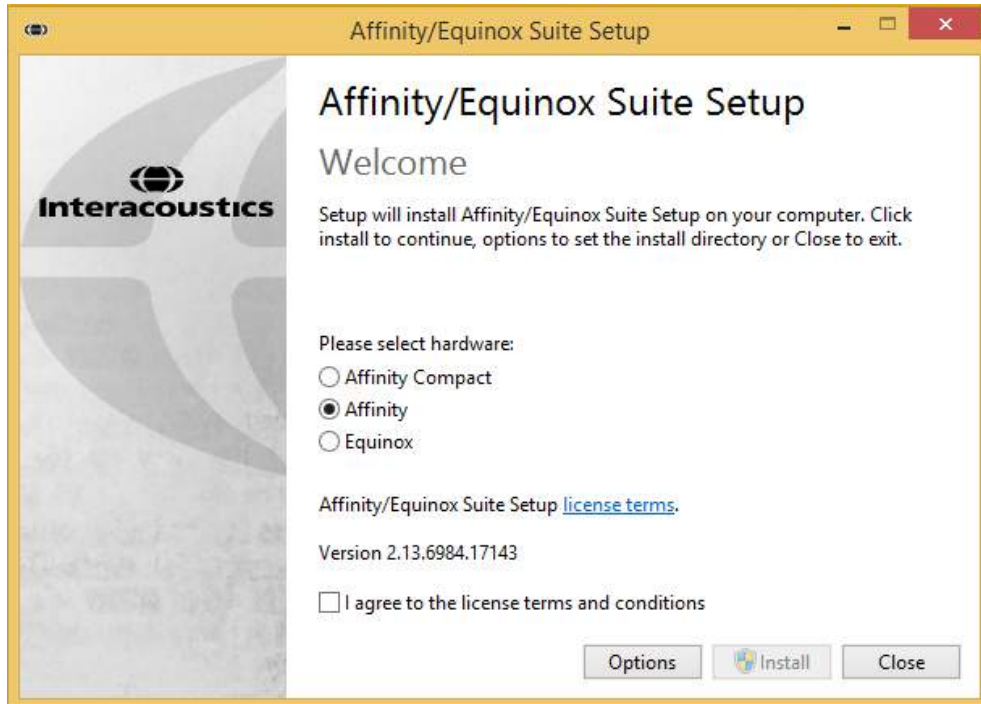 Affinity/Equinox Suite Setup
Affinity/Equinox Suite Setup
Welcome
Interacoustics
Setup will install Affinity/Equinox Suite Setup on your computer. Click
install to continue, options to set the install directory or Close to exit.
Please select hardware:
Affinity Compact
Affinity
Equinox
Affinity/Equinox Suite Setup license terms.
Version 2.13.6984.17143
I agree to the license terms and conditions
Options Install Close